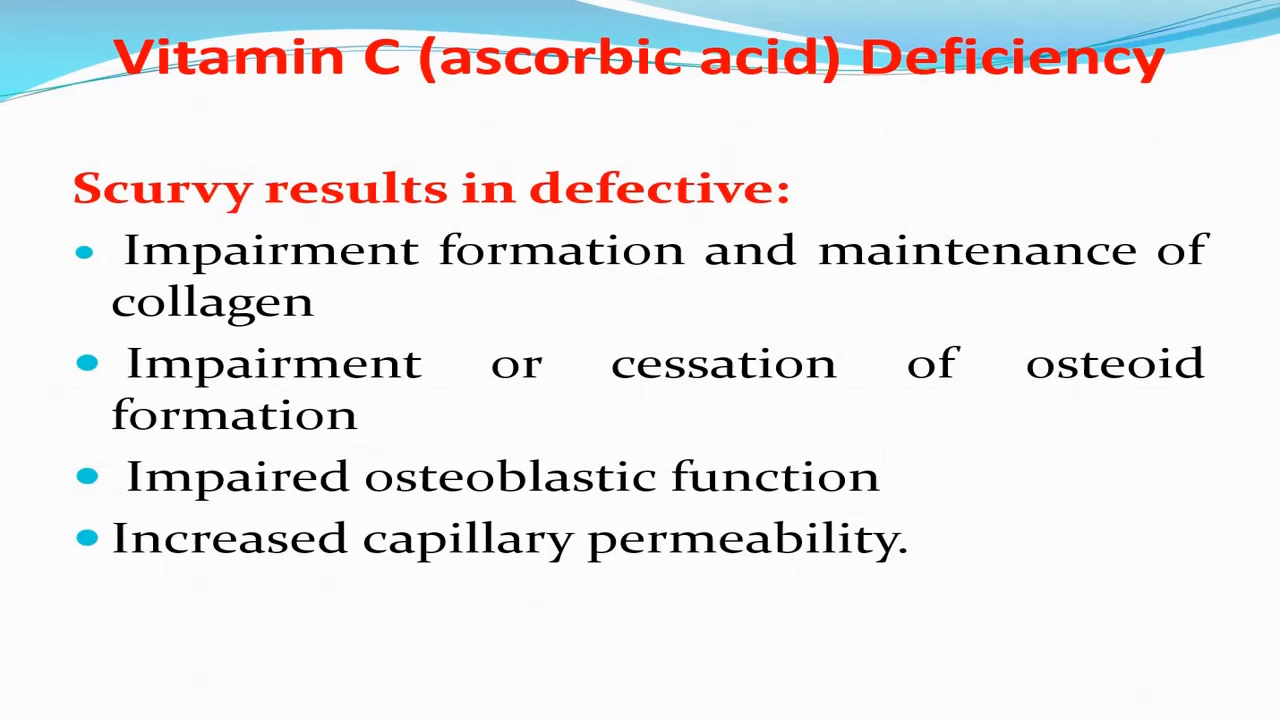 Vitamin C (ascorbic acid) Deficiency
Scurvy results in defective:
• Impairment formation and maintenance of
collagen
• Impairment or cessation of osteoid
formation
• Impaired osteoblastic function
• Increased capillary permeability.